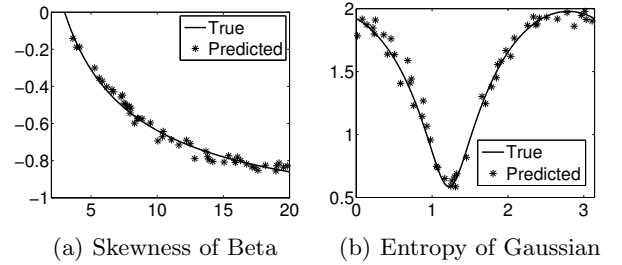 0
−0.2
−0.4
−0.6
−0.8
−1
5 10 15 20
True
Predicted
(a) Skewness of Beta
2
1.5
1
0.5
0 1 2 3
True
Predicted
(b) Entropy of Gaussian